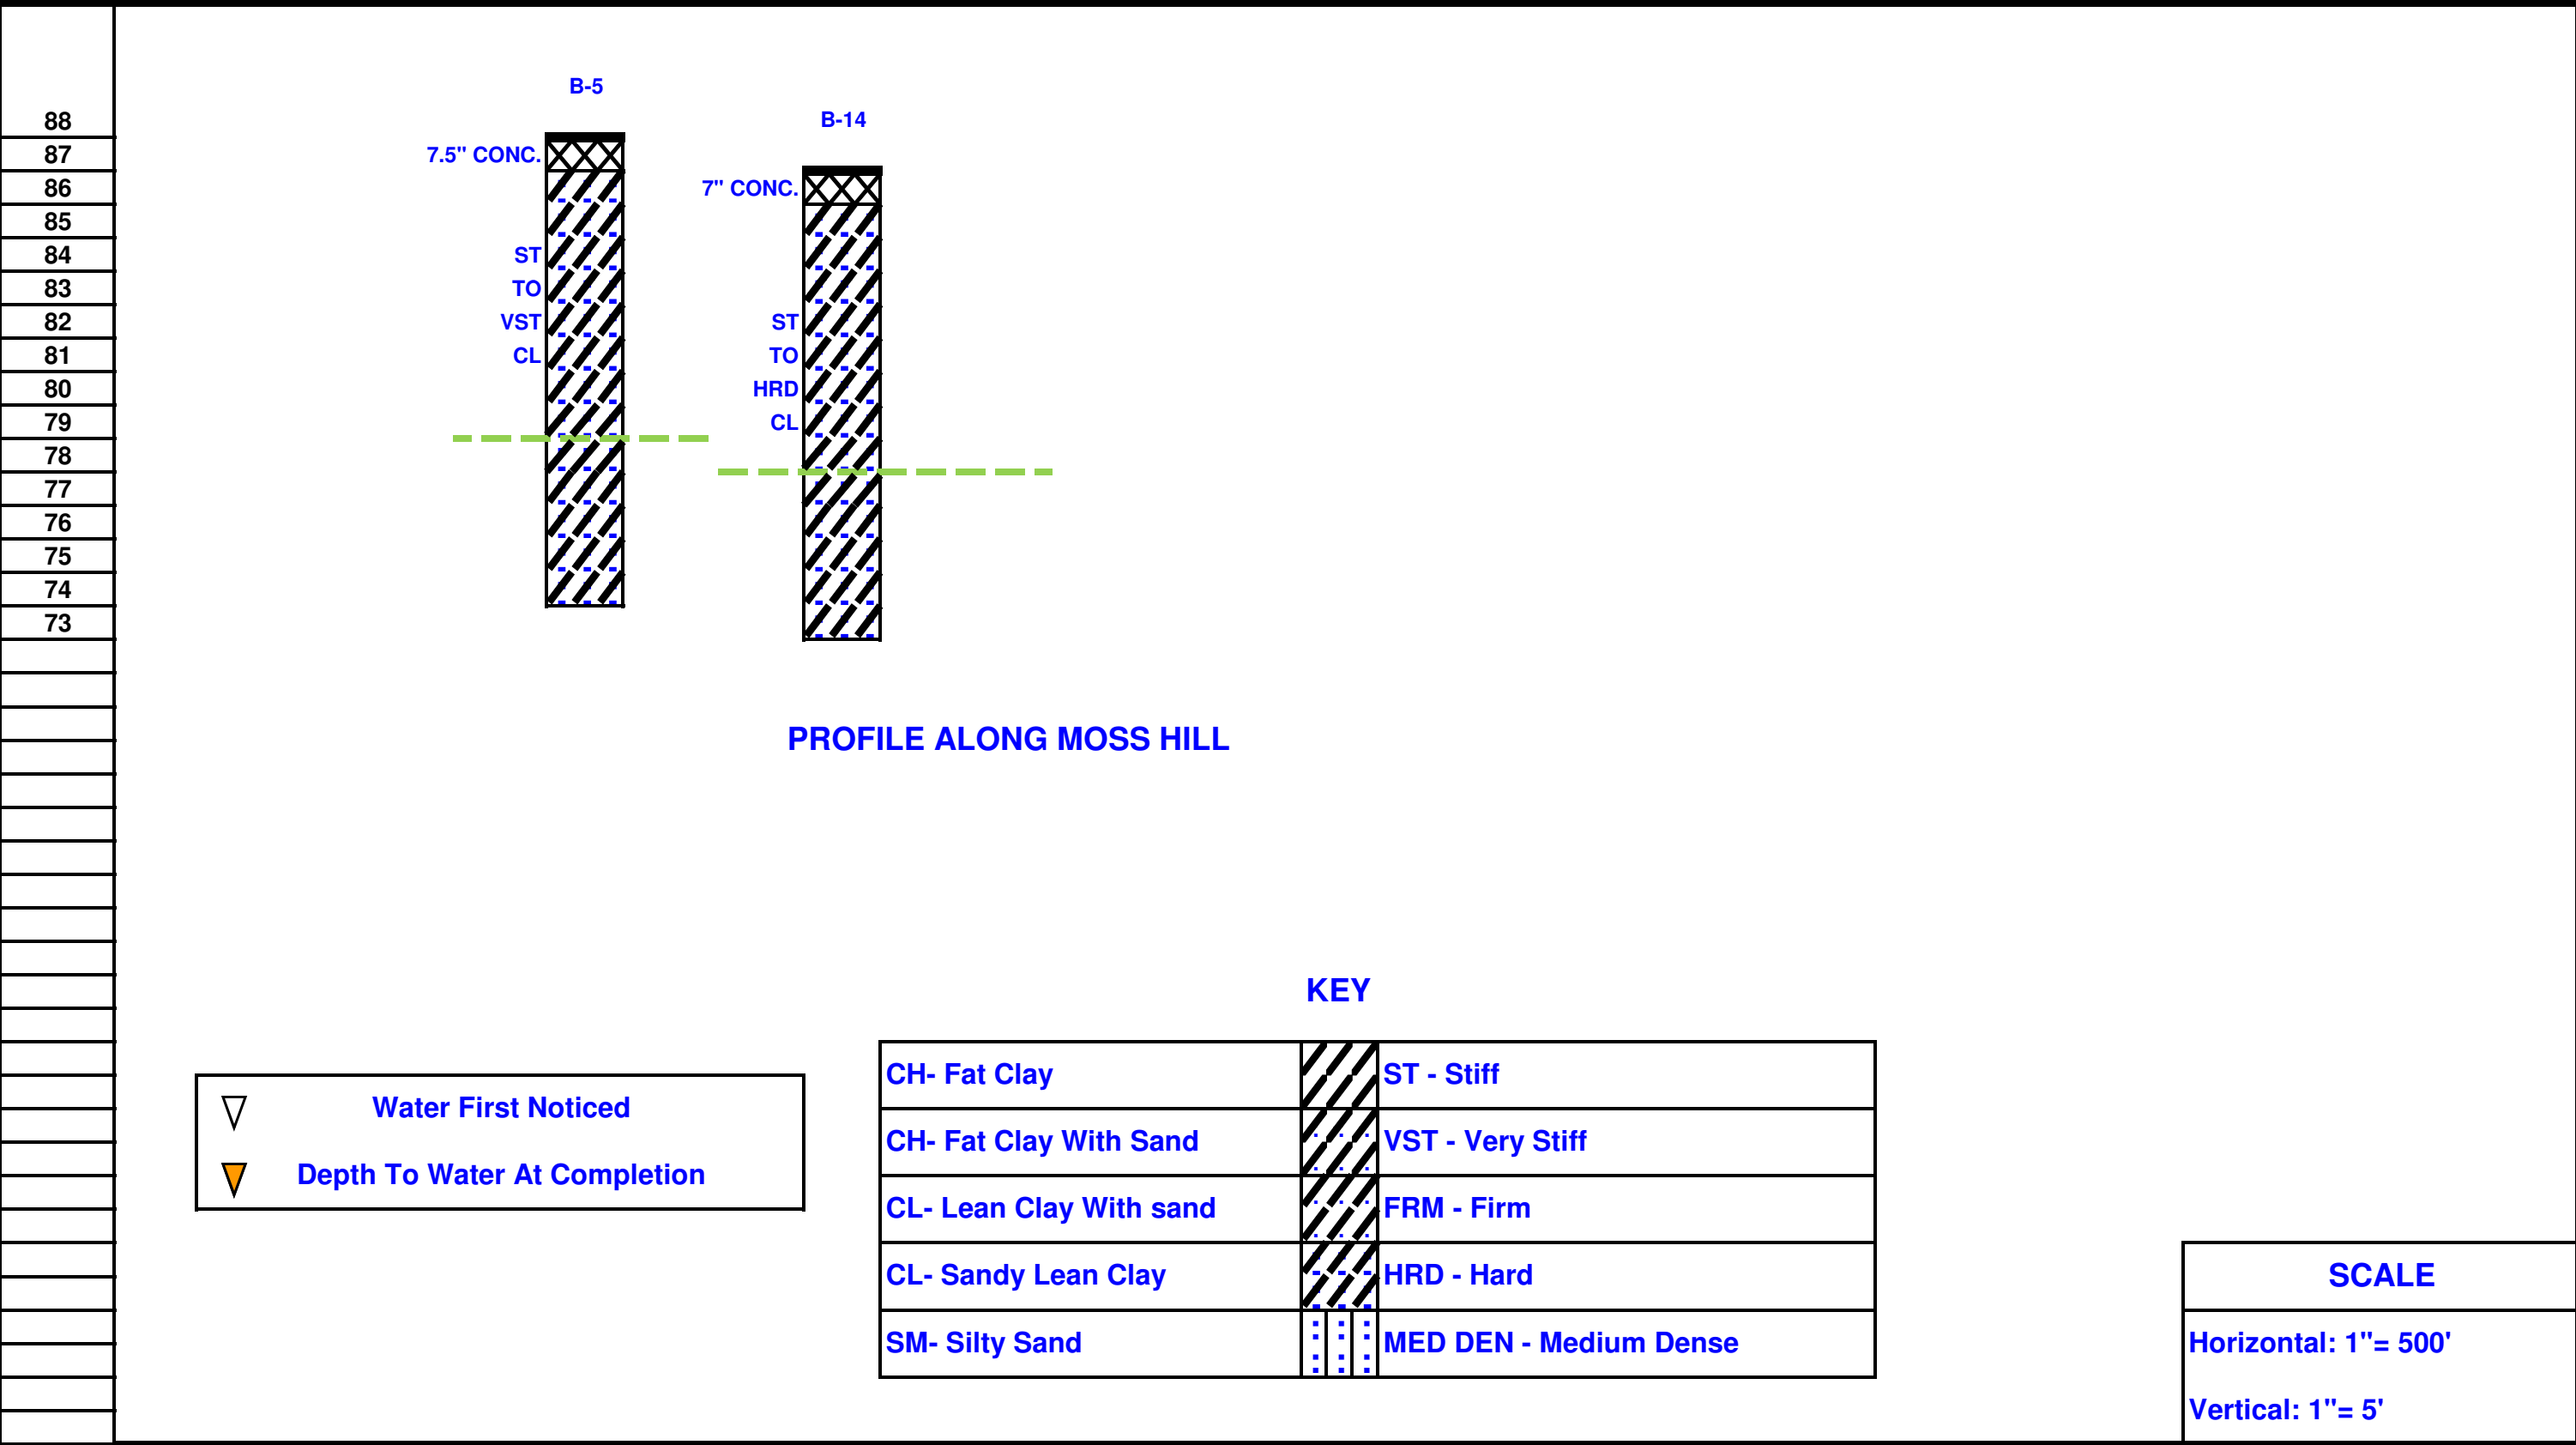 B-5
88
B-14
87
7.5" CONC.
86
7" CONC.
85
84
ST
83
TO
82
VST
ST
81
CL
TO
80
HRD
79
CL
78
77
76
75
74
73
PROFILE ALONG MOSS HILL
KEY
CH- Fat Clay
ST - Stiff
Water First Noticed
CH- Fat Clay With Sand
VST - Very Stiff
Depth To Water At Completion
CL- Lean Clay With sand
FRM - Firm
CL- Sandy Lean Clay
HRD - Hard
SCALE
SM- Silty Sand
MED DEN - Medium Dense
Horizontal: 1"= 500'
Vertical: 1"= 5'